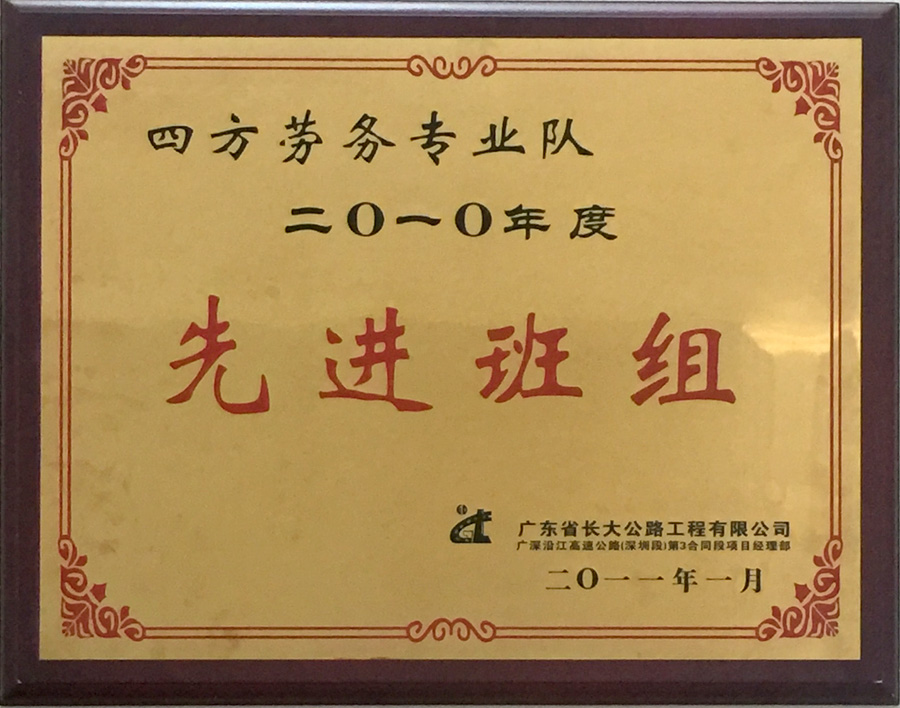 四方劳务专业队
二〇一〇年度
先进班组
广东省长大公路工程有限公司
广深沿江高速公路(深圳段)第3合同段项目经理部
二〇一一年一月